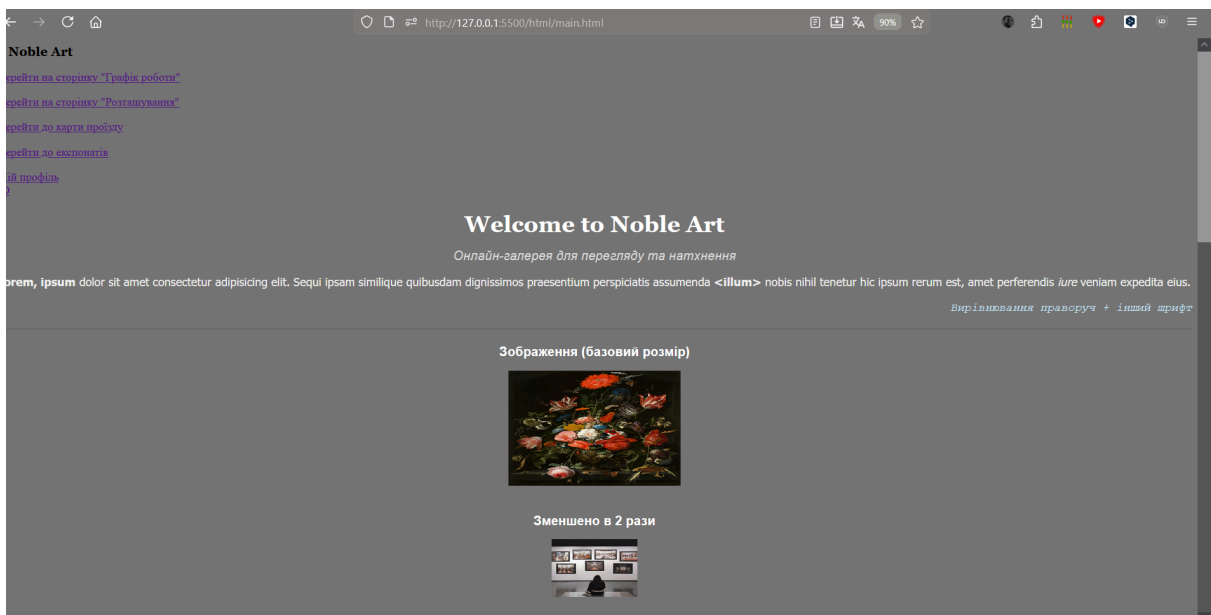 http://127.0.0.1:5500/html/main.html
90%
Noble Art
ерейти на сторінку "Графік роботи"
ерейти на сторінку "Розташування"
ерейти до карти проїзду
ерейти до експонатів
ій профіль
Welcome to Noble Art
Онлайн-галерея для перегляду та натхнення
orem, ipsum dolor sit amet consectetur adipisicing elit. Sequi ipsam similique quibusdam dignissimos praesentium perspiciatis assumenda <illum> nobis nihil tenetur hic ipsum rerum est, amet perferendis iure veniam expedita eius.
Вирівнювання праворуч + інший шрифт
Зображення (базовий розмір)
Зменшено в 2 рази